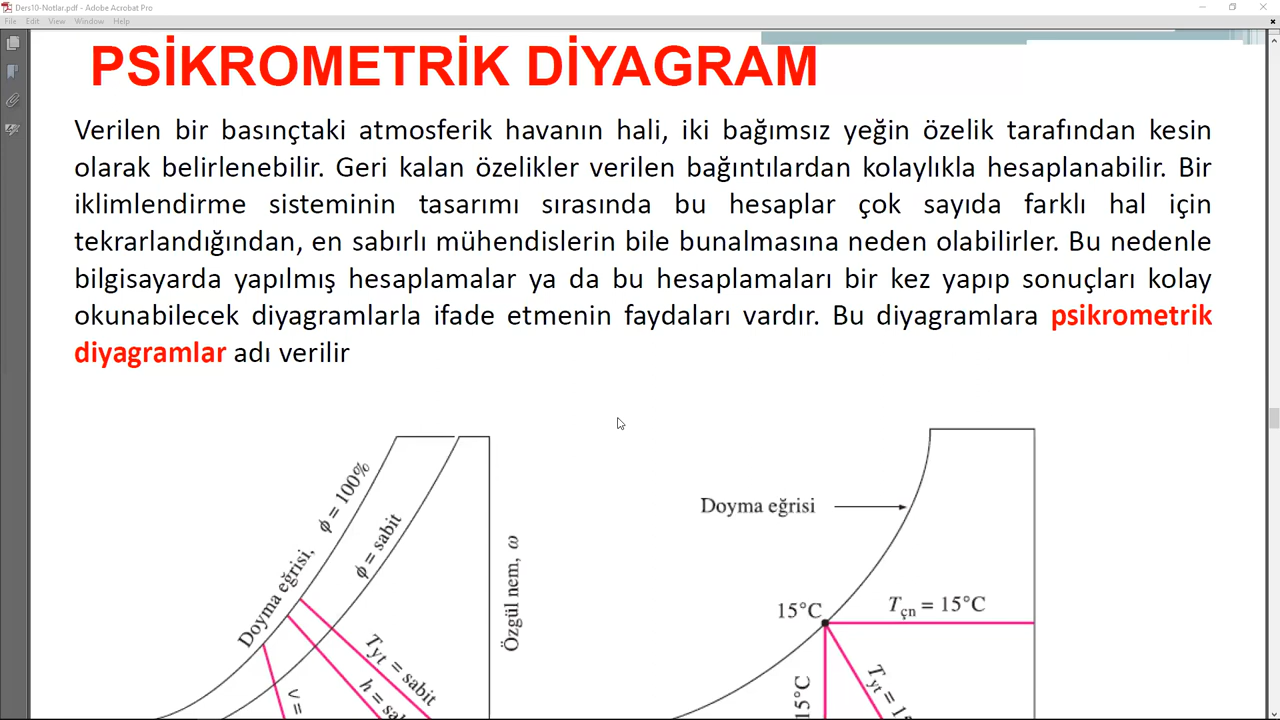 Ders10-Notlar.pdf - Adobe Acrobat Pro
File Edit View Window Help
PSİKROMETRİK DİYAGRAM
Verilen bir basınçtaki atmosferik havanın hali, iki bağımsız yeğin özelik tarafından kesin
olarak belirlenebilir. Geri kalan özelikler verilen bağıntılardan kolaylıkla hesaplanabilir. Bir
iklimlendirme sisteminin tasarımı sırasında bu hesaplar çok sayıda farklı hal için
tekrarlandığından, en sabırlı mühendislerin bile bunalmasına neden olabilirler. Bu nedenle
bilgisayarda yapılmış hesaplamalar ya da bu hesaplamaları bir kez yapıp sonuçları kolay
okunabilecek diyagramlarla ifade etmenin faydaları vardır. Bu diyagramlara psikrometrik
diyagramlar adı verilir
Doyma eğrisi, ϕ = 100%
ϕ = sabit
Özgül nem, ω
Tyt = sabit
h = sa
v =
Doyma eğrisi
15°C
Tçn = 15°C
Tyt = 1
15°C